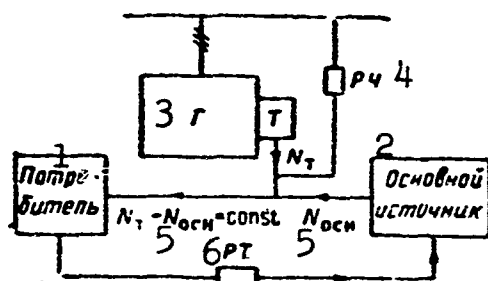 3 Г
Т
РЧ 4
N_Т
1
Потре-
битель
2
Основной
источник
N_Т - N_осн = const
N_осн
5
5
6 РТ